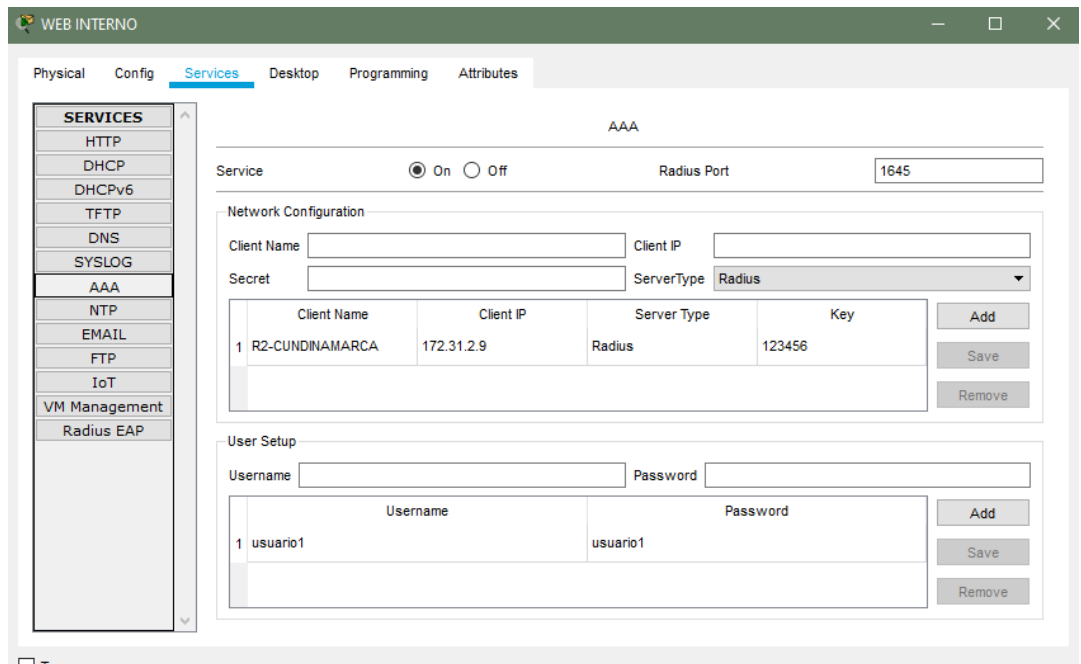 WEB INTERNO
Physical Config Services Desktop Programming Attributes
SERVICES
HTTP
DHCP
DHCPv6
TFTP
DNS
SYSLOG
AAA
NTP
EMAIL
FTP
IoT
VM Management
Radius EAP
AAA
Service On Off Radius Port 1645
Network Configuration
Client Name Client IP
Secret ServerType Radius
Client Name Client IP Server Type Key
1 R2-CUNDINAMARCA 172.31.2.9 Radius 123456
Add
Save
Remove
User Setup
Username Password
Username Password
1 usuario1 usuario1
Add
Save
Remove